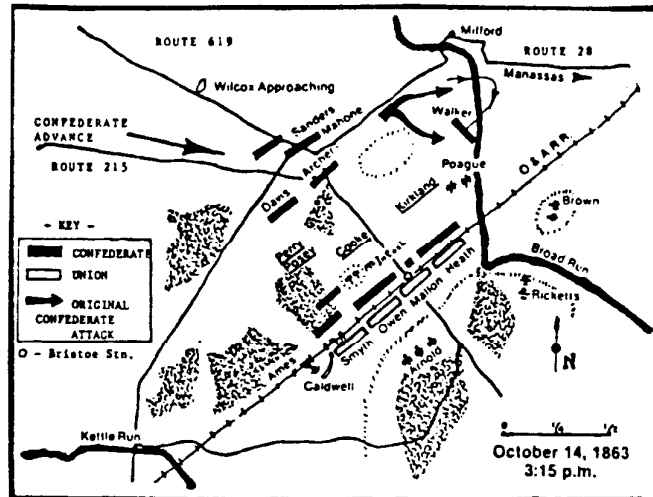 ROUTE 619
Milford
ROUTE 28
Manassas
Wilcox Approaching
CONFEDERATE
ADVANCE
Sanders
Mahone
Walker
ROUTE 215
Archer
Davis
Poague
Kirkland
O & A RR.
Brown
- KEY -
CONFEDERATE
UNION
ORIGINAL
CONFEDERATE
ATTACK
O - Bristoe Stn.
Perry
Posey
Cooke
Broad Run
Ricketts
Smyth
Owen
Mallon
Heath
Ames
Caldwell
Arnold
N
Kettle Run
0
October 14, 1863
3:15 p.m.